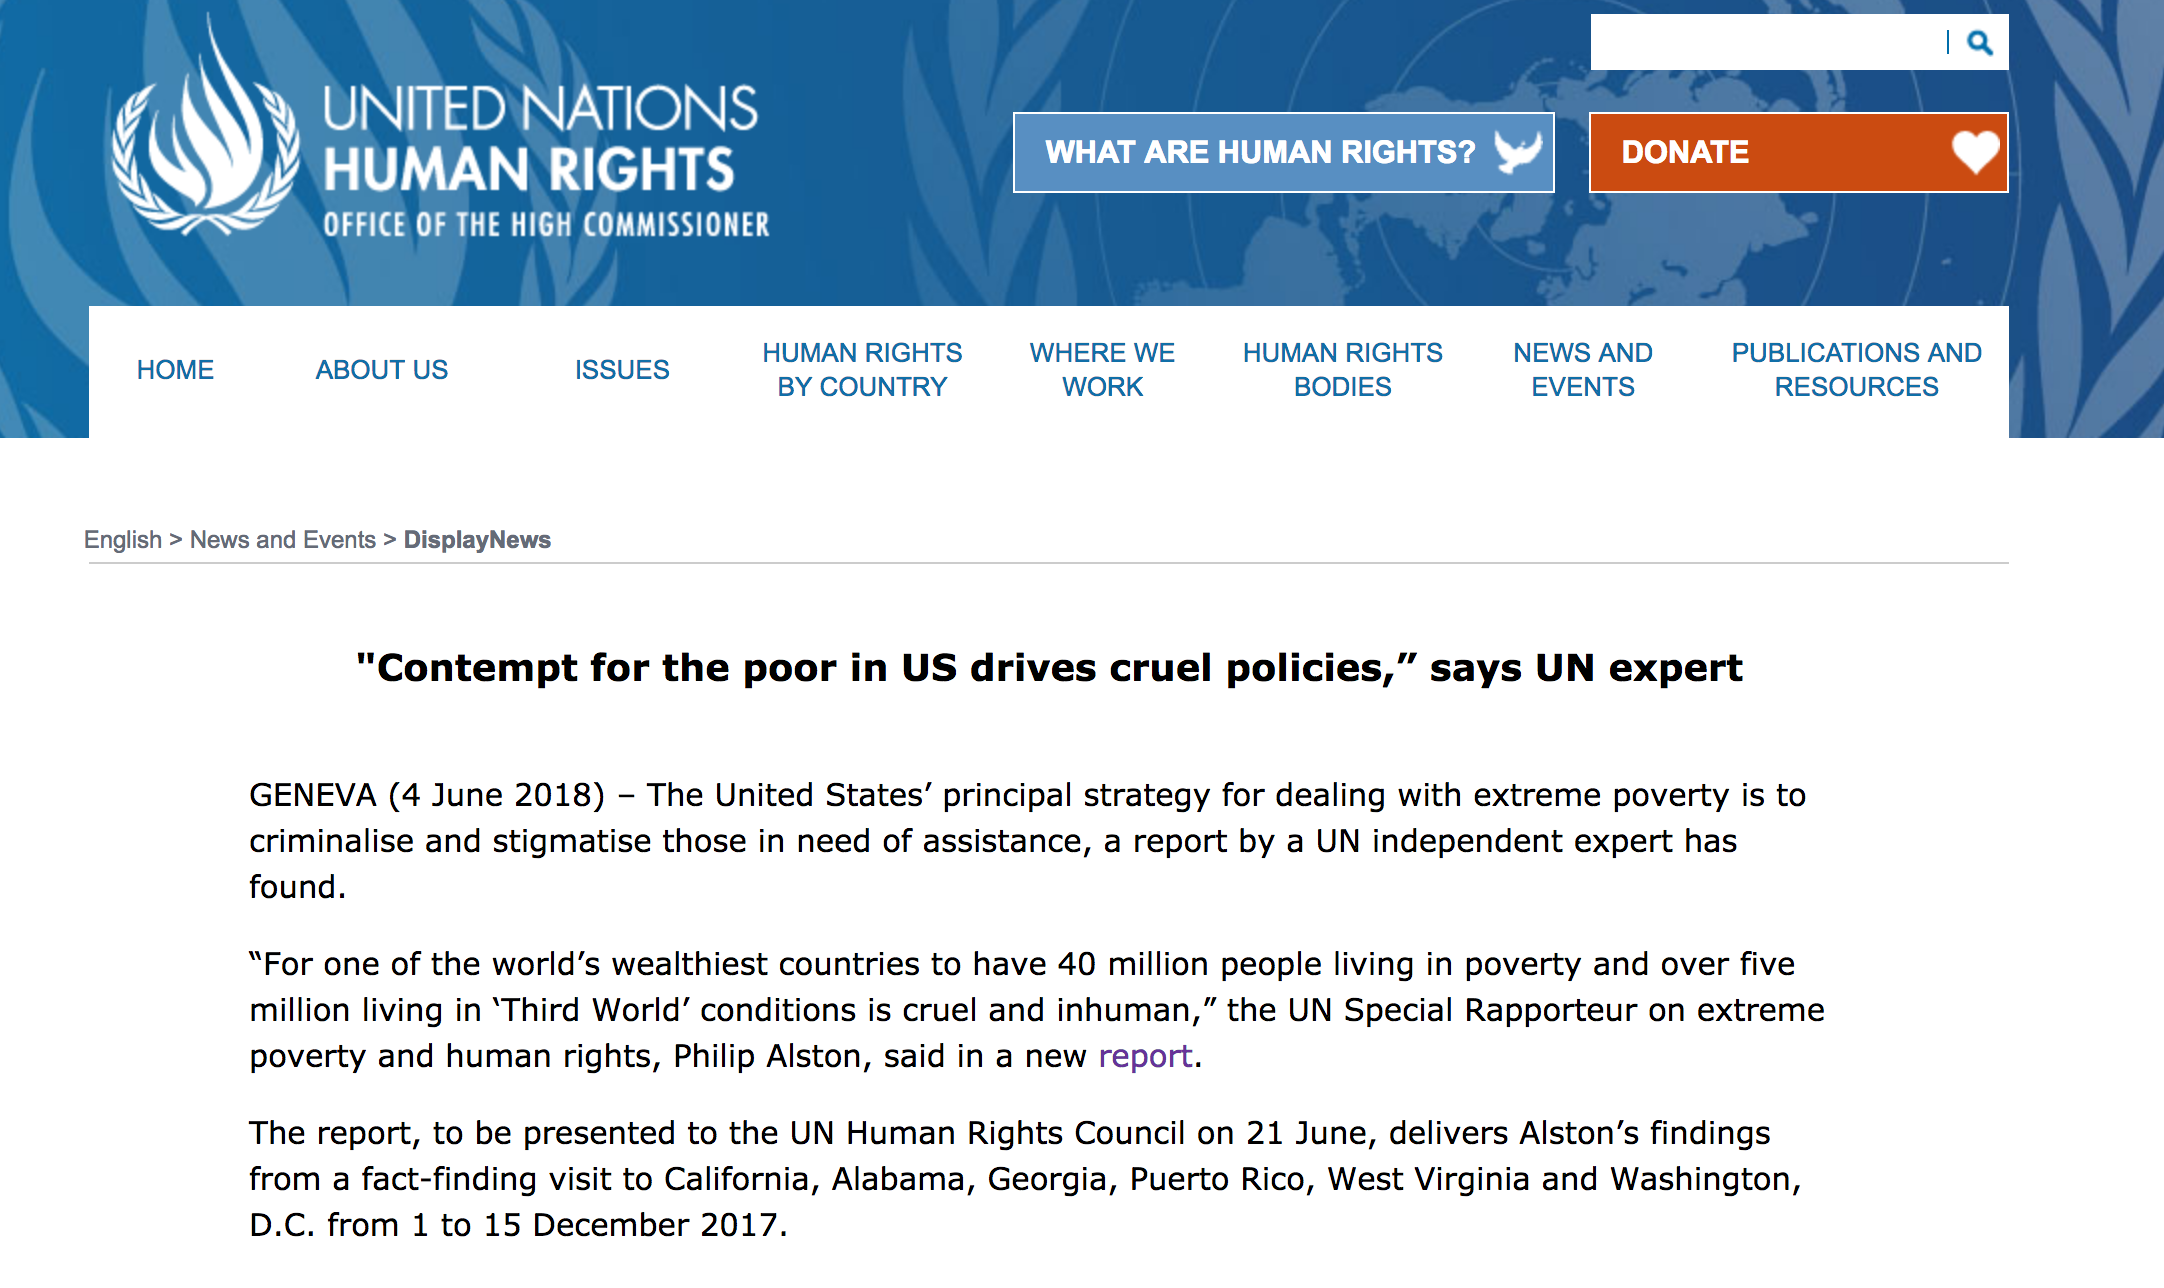 UNITED NATIONS
HUMAN RIGHTS
OFFICE OF THE HIGH COMMISSIONER
WHAT ARE HUMAN RIGHTS?
DONATE
HOME
ABOUT US
ISSUES
HUMAN RIGHTS
BY COUNTRY
WHERE WE
WORK
HUMAN RIGHTS
BODIES
NEWS AND
EVENTS
PUBLICATIONS AND
RESOURCES
English > News and Events > DisplayNews
"Contempt for the poor in US drives cruel policies,” says UN expert
GENEVA (4 June 2018) – The United States’ principal strategy for dealing with extreme poverty is to
criminalise and stigmatise those in need of assistance, a report by a UN independent expert has
found.
“For one of the world’s wealthiest countries to have 40 million people living in poverty and over five
million living in ‘Third World’ conditions is cruel and inhuman,” the UN Special Rapporteur on extreme
poverty and human rights, Philip Alston, said in a new report.
The report, to be presented to the UN Human Rights Council on 21 June, delivers Alston’s findings
from a fact-finding visit to California, Alabama, Georgia, Puerto Rico, West Virginia and Washington,
D.C. from 1 to 15 December 2017.